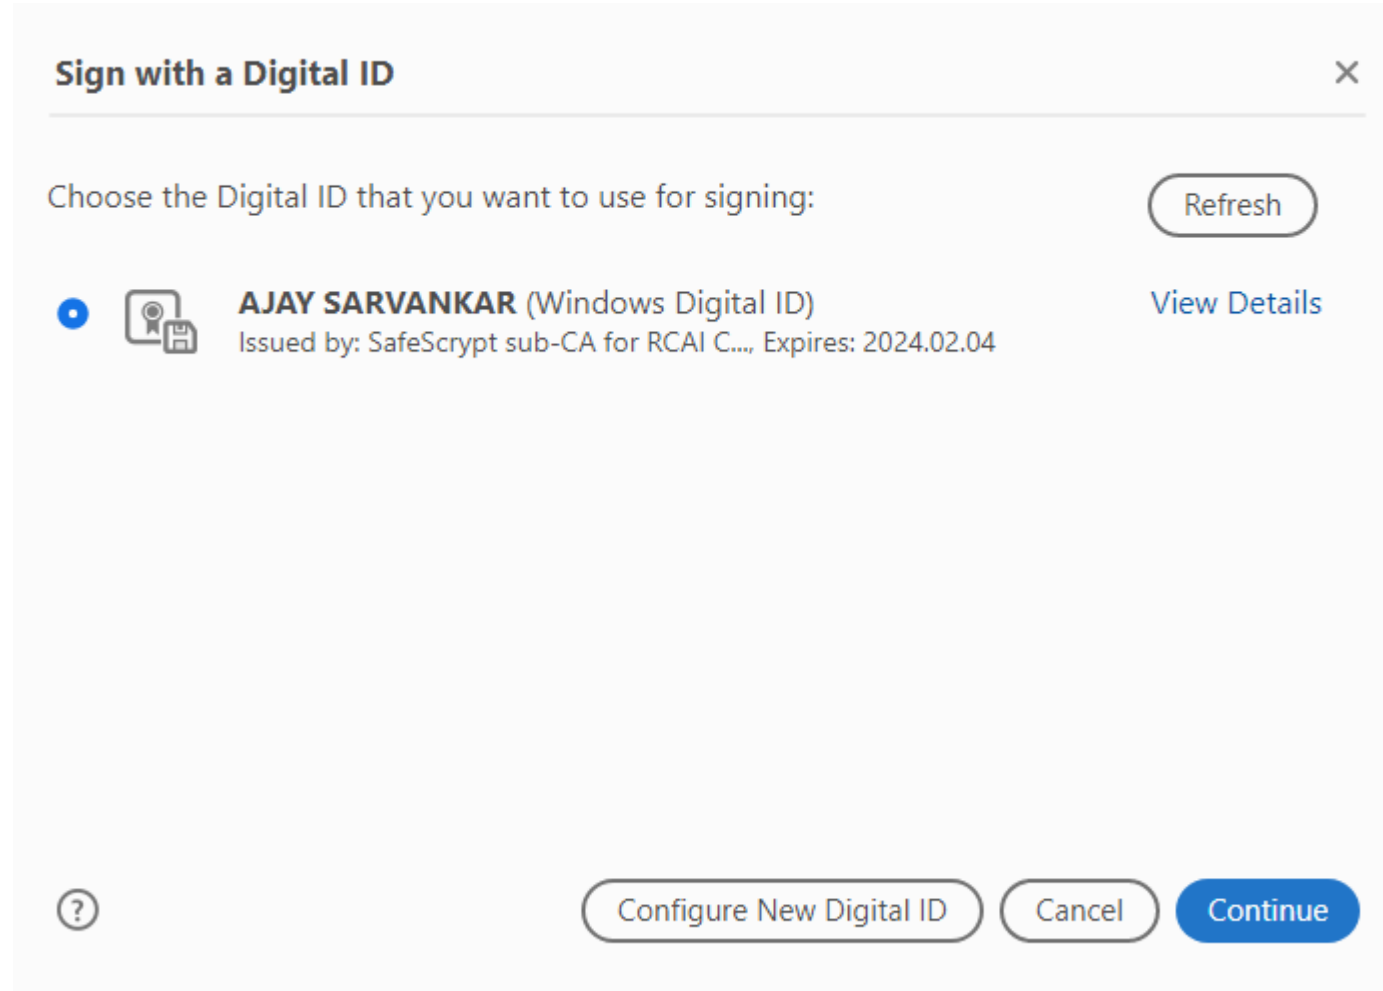 Sign with a Digital ID
Choose the Digital ID that you want to use for signing:
Refresh
AJAY SARVANKAR (Windows Digital ID)
View Details
Issued by: SafeScrypt sub-CA for RCAI C..., Expires: 2024.02.04
?
Configure New Digital ID
Cancel
Continue